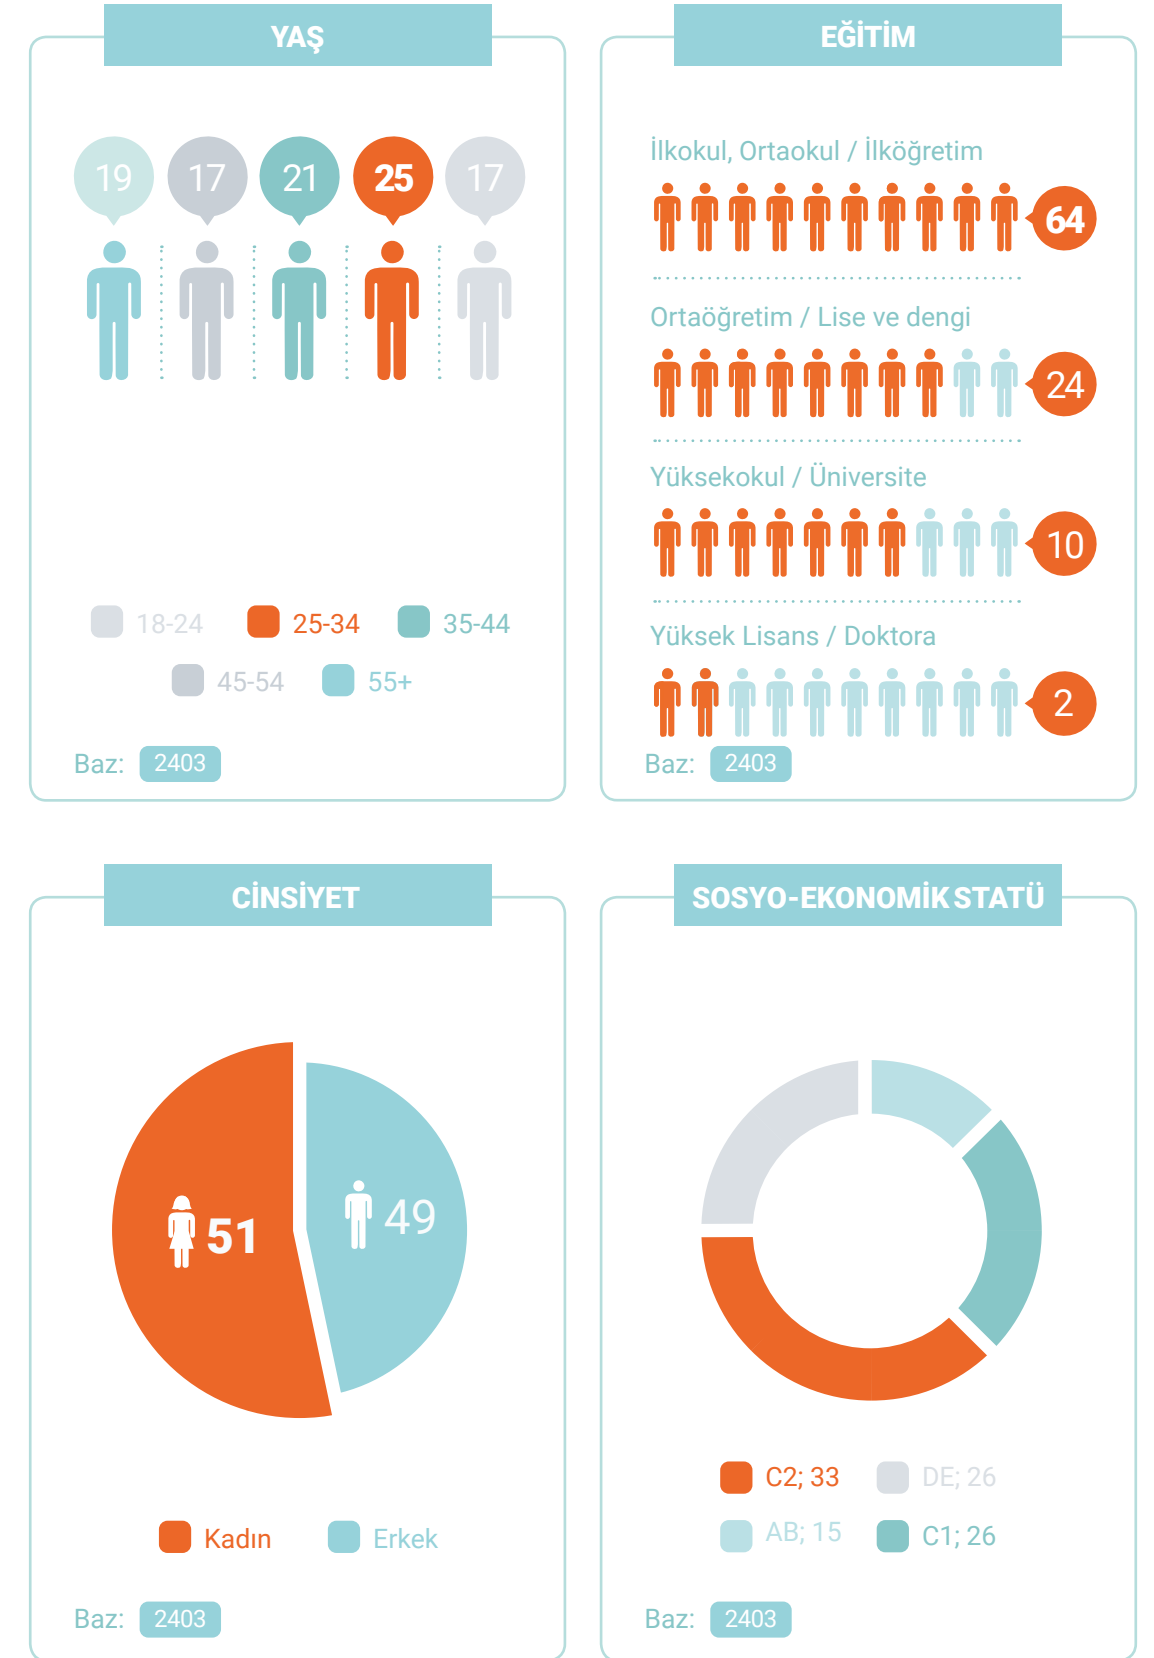 YAŞ
19 17 21 25 17
18-24 25-34 35-44
45-54 55+
Baz: 2403
EĞİTİM
İlkokul, Ortaokul / İlköğretim
64
Ortaöğretim / Lise ve dengi
24
Yüksekokul / Üniversite
10
Yüksek Lisans / Doktora
2
Baz: 2403
CİNSİYET
51 49
Kadın Erkek
Baz: 2403
SOSYO-EKONOMİK STATÜ
C2; 33 DE; 26
AB; 15 C1; 26
Baz: 2403